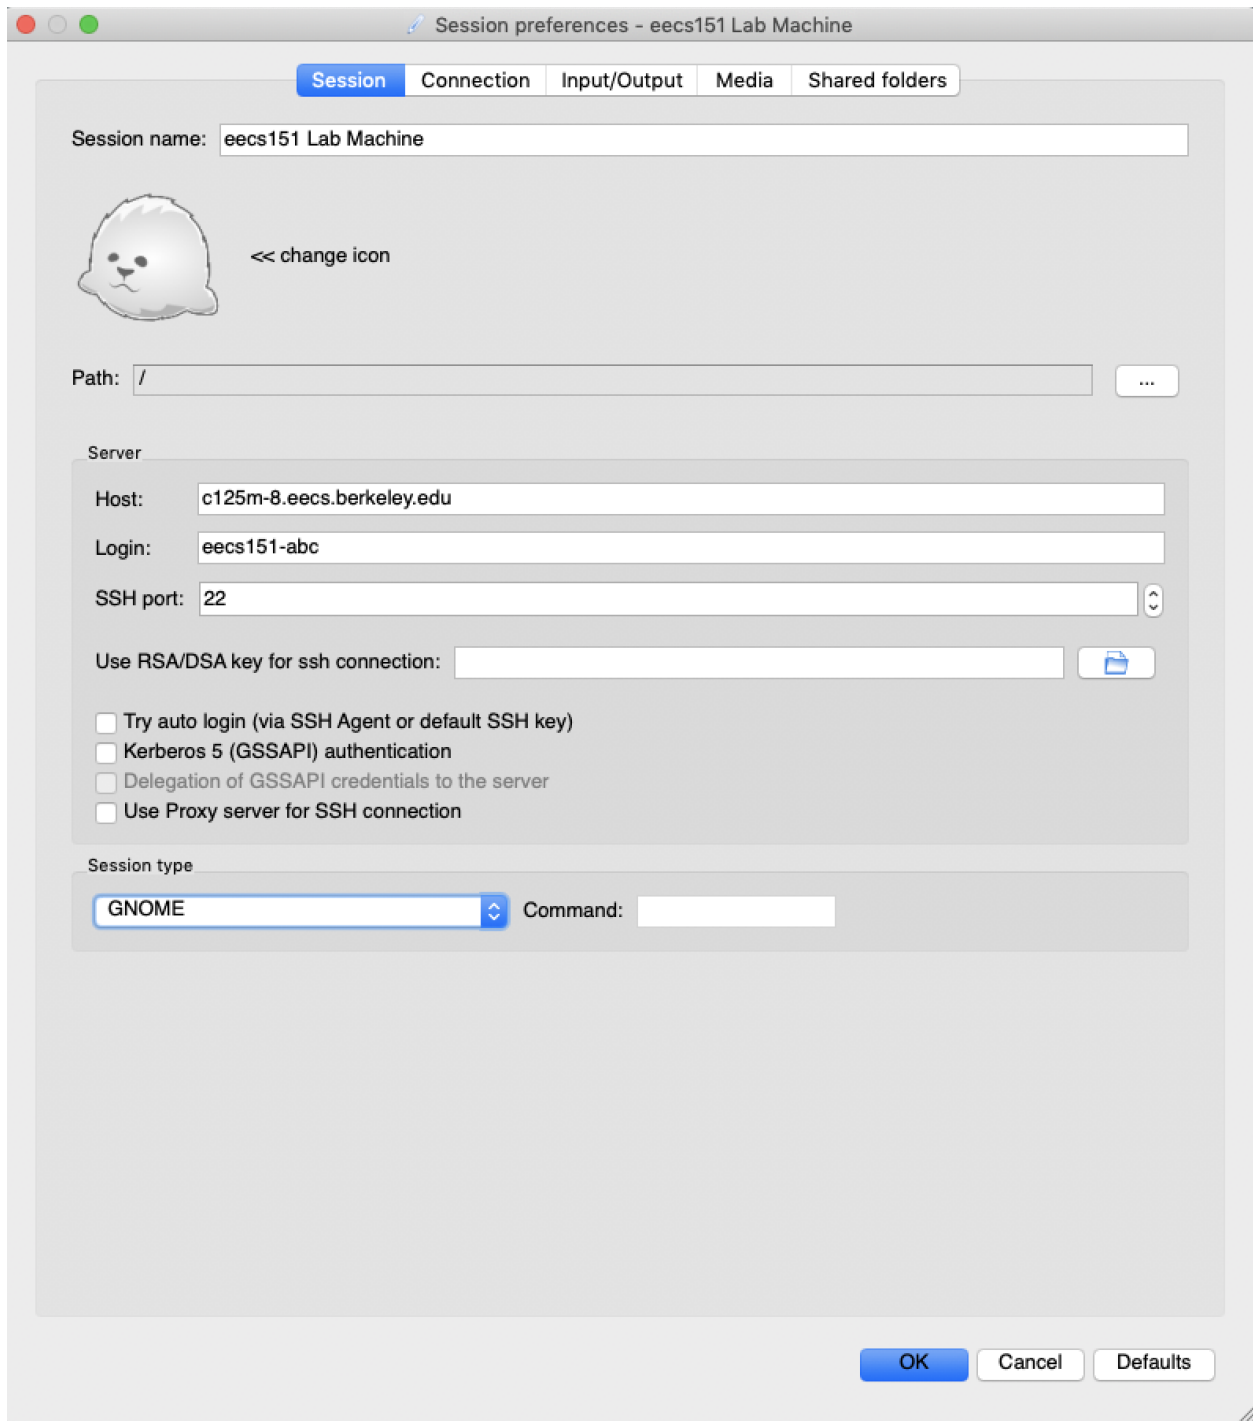 Session preferences - eecs151 Lab Machine
Session Connection Input/Output Media Shared folders
Session name: eecs151 Lab Machine
<< change icon
Path: / ...
Server
Host: c125m-8.eecs.berkeley.edu
Login: eecs151-abc
SSH port: 22
Use RSA/DSA key for ssh connection:
Try auto login (via SSH Agent or default SSH key)
Kerberos 5 (GSSAPI) authentication
Delegation of GSSAPI credentials to the server
Use Proxy server for SSH connection
Session type
GNOME Command:
OK Cancel Defaults